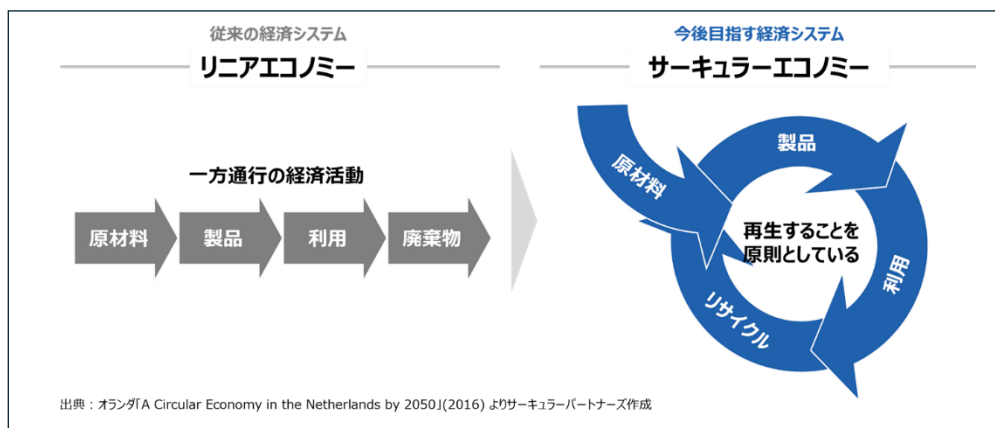 従来の経済システム
リニアエコノミー
一方通行の経済活動
原材料
製品
利用
廃棄物
今後目指す経済システム
サーキュラーエコノミー
原材料
製品
利用
リサイクル
再生することを
原則としている
出典：オランダ「A Circular Economy in the Netherlands by 2050」(2016) よりサーキュラーパートナーズ作成